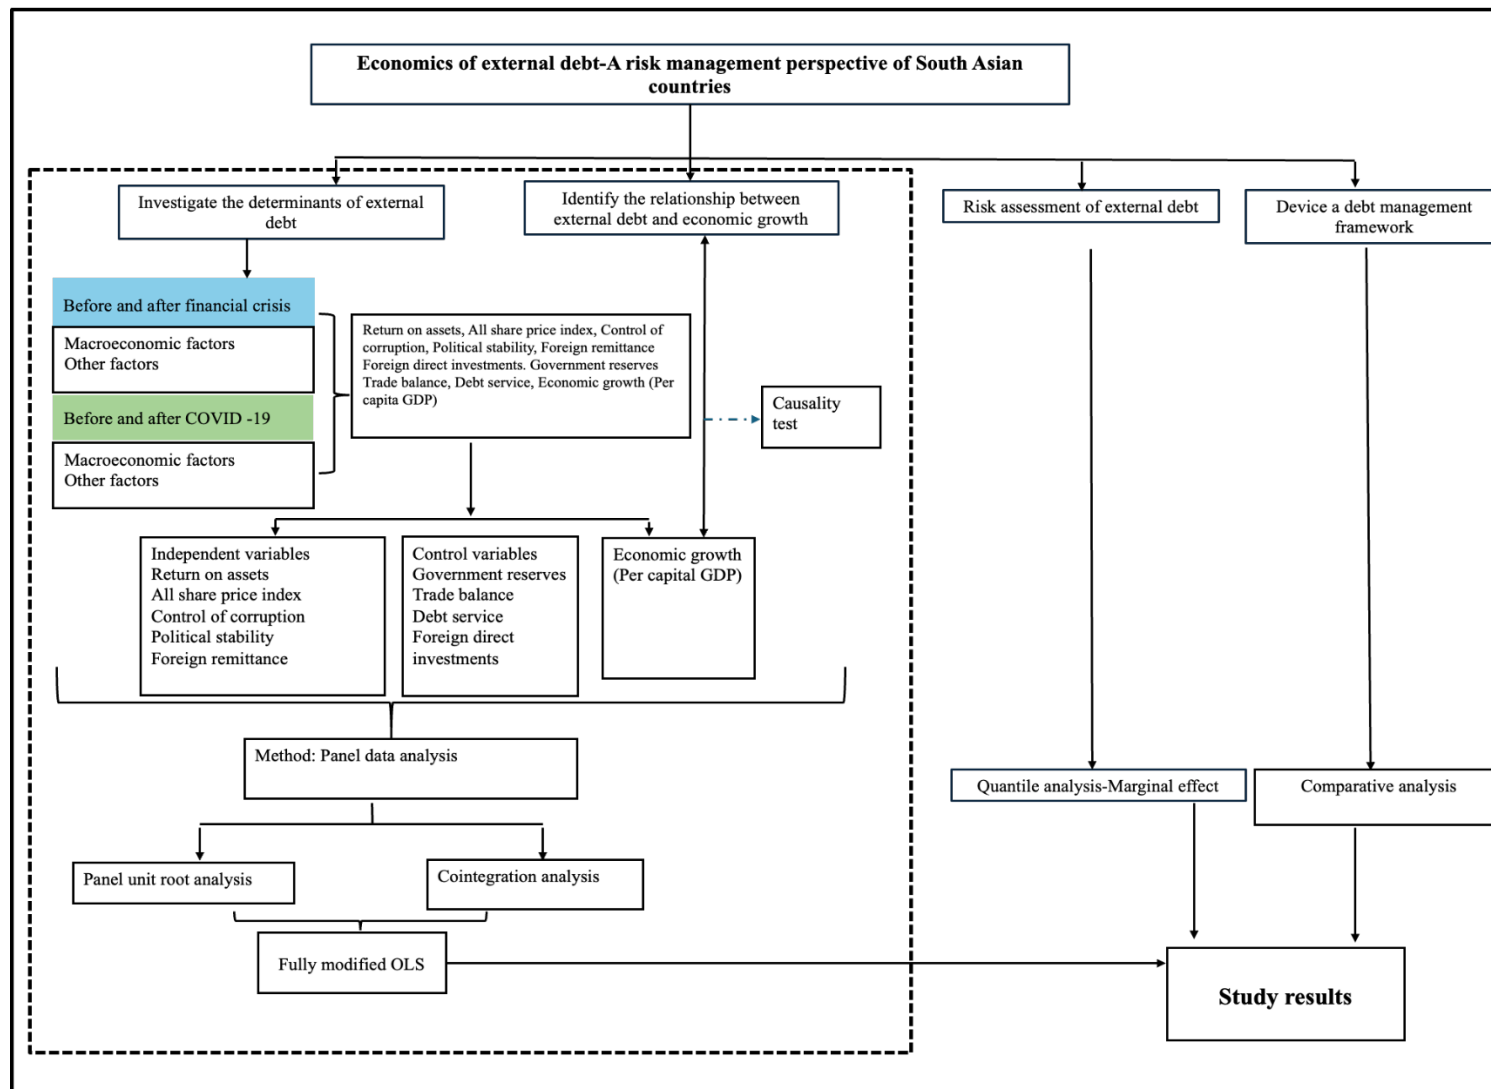 Economics of external debt-A risk management perspective of South Asian
countries
Investigate the determinants of external
debt
Identify the relationship between
external debt and economic growth
Risk assessment of external debt
Device a debt management
framework
Before and after financial crisis
Macroeconomic factors
Other factors
Before and after COVID -19
Macroeconomic factors
Other factors
Return on assets, All share price index, Control of
corruption, Political stability, Foreign remittance
Foreign direct investments. Government reserves
Trade balance, Debt service, Economic growth (Per
capita GDP)
Causality
test
Independent variables
Return on assets
All share price index
Control of corruption
Political stability
Foreign remittance
Control variables
Government reserves
Trade balance
Debt service
Foreign direct
investments
Economic growth
(Per capital GDP)
Method: Panel data analysis
Quantile analysis-Marginal effect
Comparative analysis
Panel unit root analysis
Cointegration analysis
Fully modified OLS
Study results